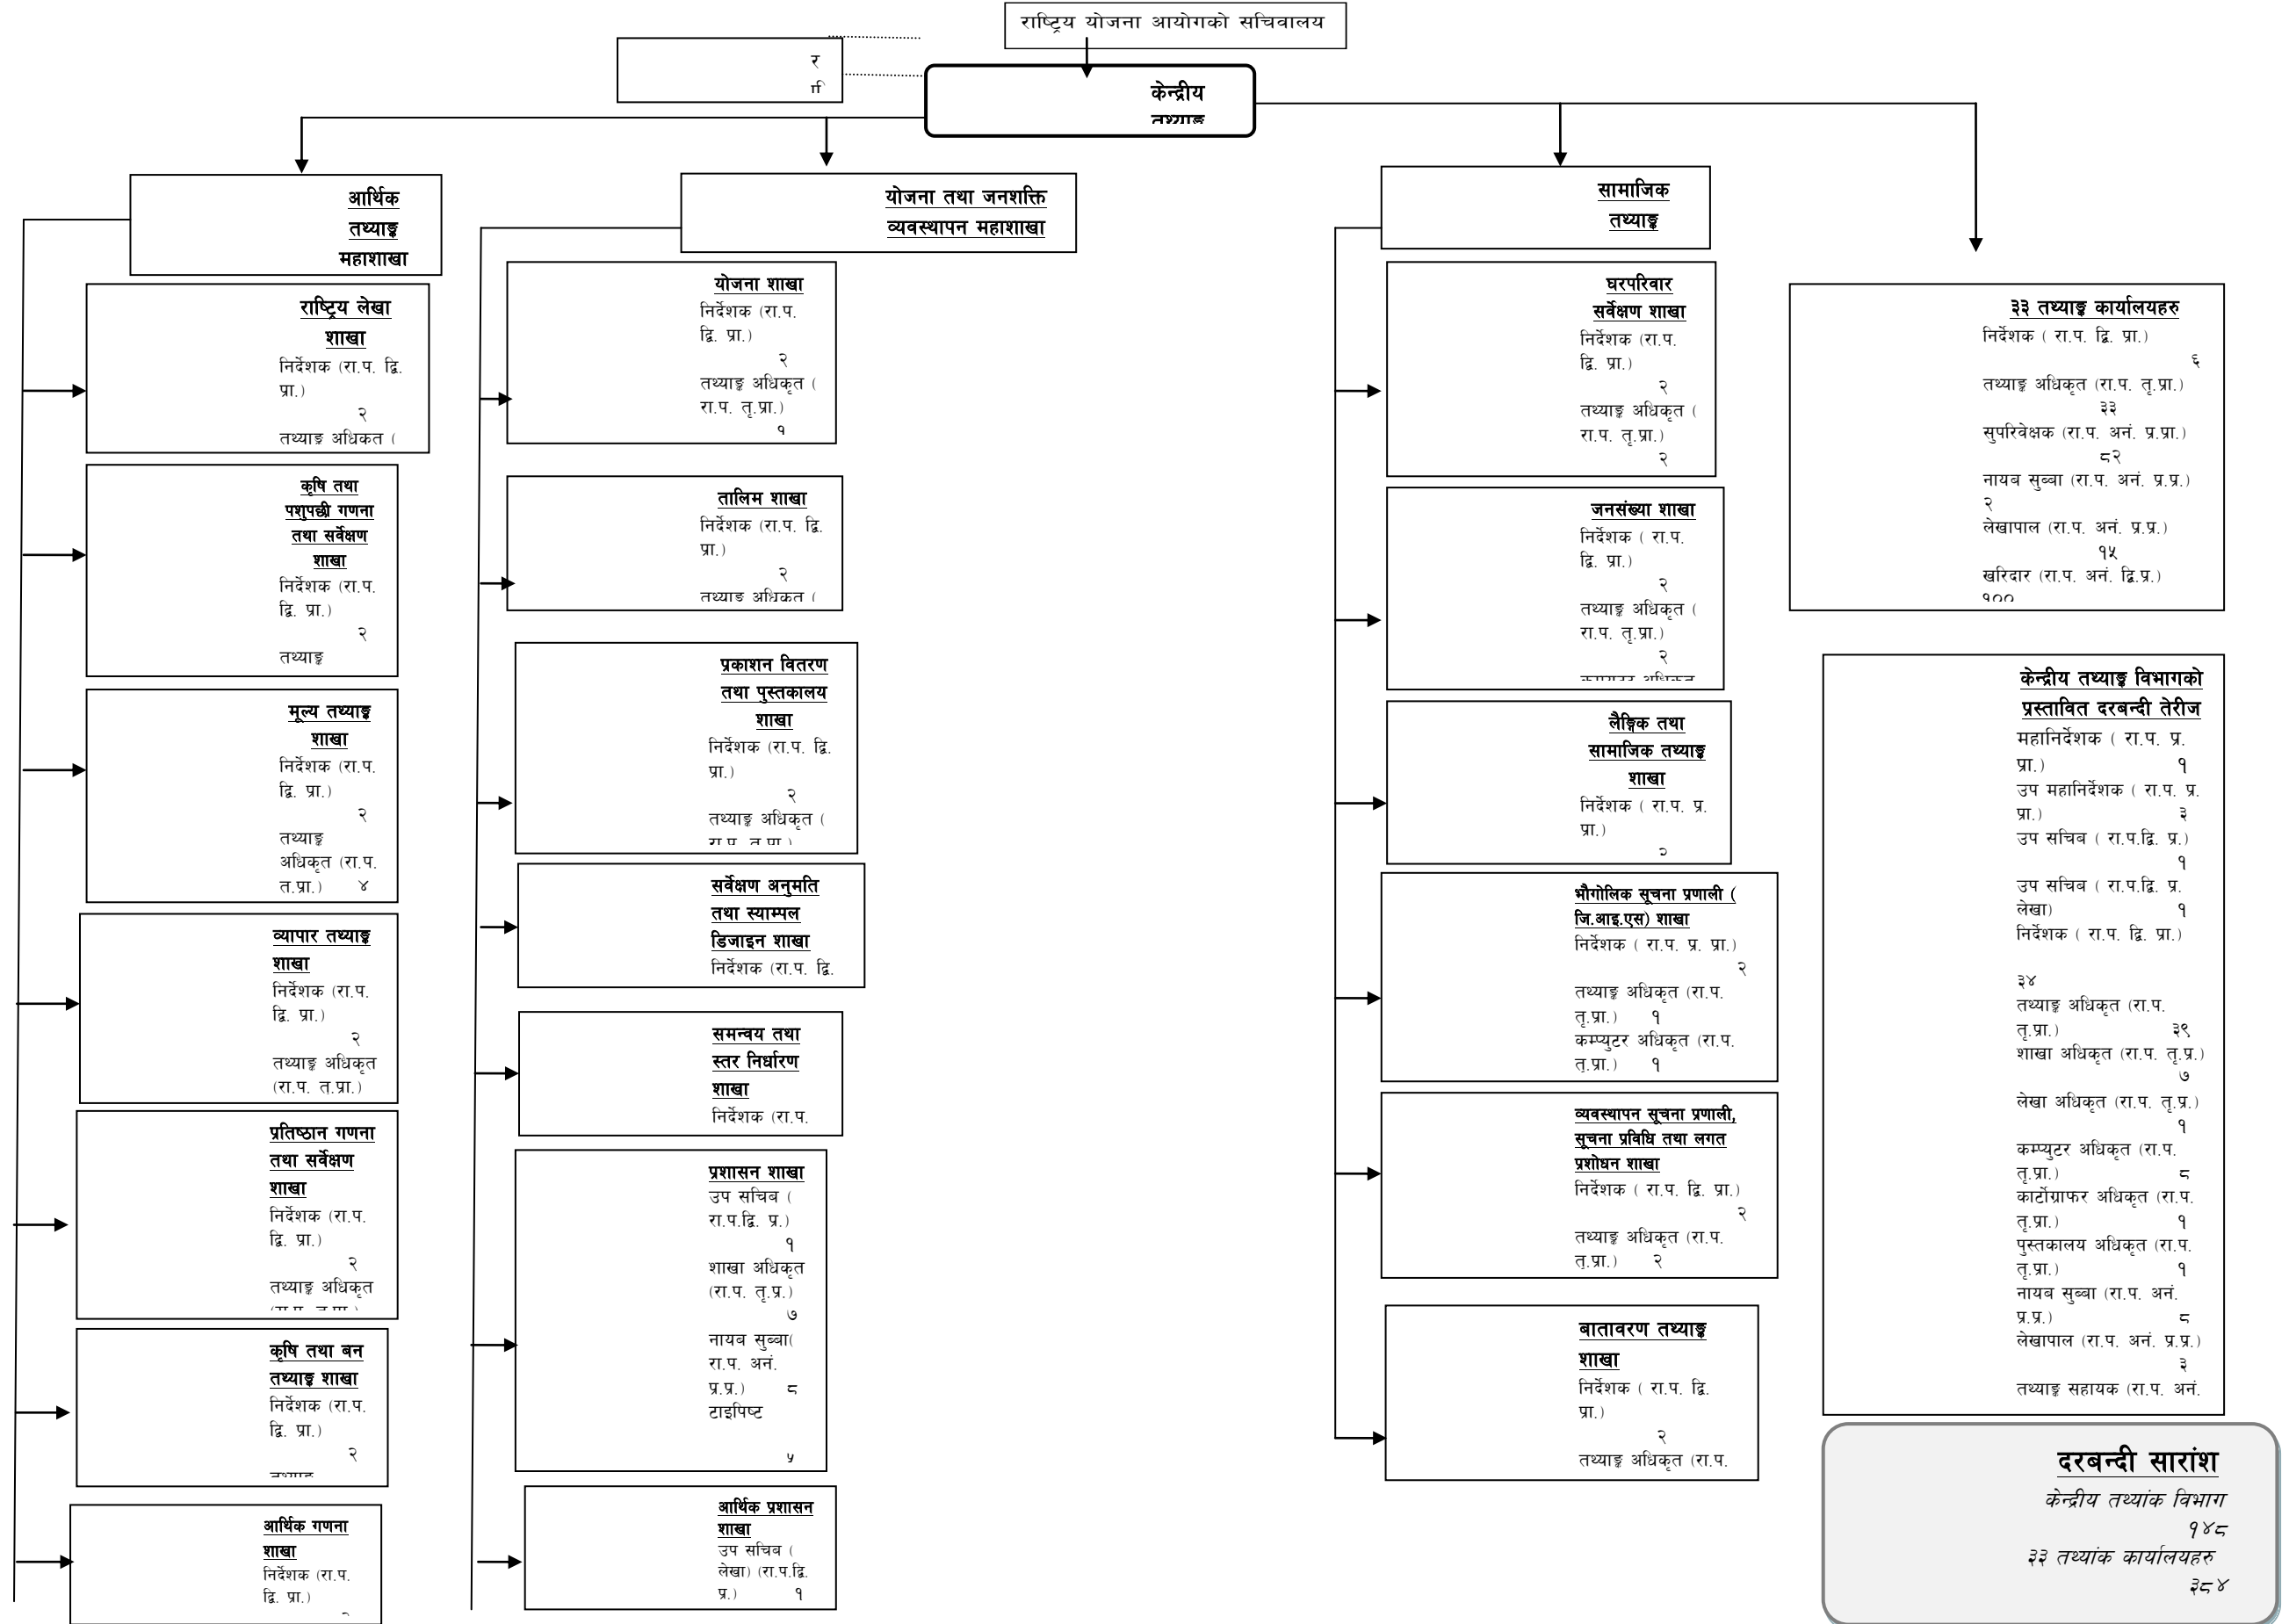 राष्ट्रिय योजना आयोगको सचिवालय
र
केन्द्रीय
तथ्याङ्क
आर्थिक
तथ्याङ्क
महाशाखा
योजना तथा जनशक्ति
व्यवस्थापन महाशाखा
सामाजिक
तथ्याङ्क
राष्ट्रिय लेखा
शाखा
निर्देशक (रा.प. द्वि.
प्रा.)
२
तथ्याङ्क अधिकृत (
कृषि तथा
पशुपछी गणना
तथा सर्वेक्षण
शाखा
निर्देशक (रा.प.
द्वि. प्रा.)
२
तथ्याङ्क
मूल्य तथ्याङ्क
शाखा
निर्देशक (रा.प.
द्वि. प्रा.)
२
तथ्याङ्क
अधिकृत (रा.प.
तृ.प्रा.) ४
व्यापार तथ्याङ्क
शाखा
निर्देशक (रा.प.
द्वि. प्रा.)
२
तथ्याङ्क अधिकृत
(रा.प. तृ.प्रा.)
प्रतिष्ठान गणना
तथा सर्वेक्षण
शाखा
निर्देशक (रा.प.
द्वि. प्रा.)
२
तथ्याङ्क अधिकृत
(रा.प. तृ.प्रा.)
कृषि तथा बन
तथ्याङ्क शाखा
निर्देशक (रा.प.
द्वि. प्रा.)
२
आर्थिक गणना
शाखा
निर्देशक (रा.प.
द्वि. प्रा.)
योजना शाखा
निर्देशक (रा.प.
द्वि. प्रा.)
२
तथ्याङ्क अधिकृत (
रा.प. तृ.प्रा.)
१
तालिम शाखा
निर्देशक (रा.प. द्वि.
प्रा.)
२
तथ्याङ्क अधिकृत (
प्रकाशन वितरण
तथा पुस्तकालय
शाखा
निर्देशक (रा.प. द्वि.
प्रा.)
२
तथ्याङ्क अधिकृत (
रा.प. तृ.प्रा.)
सर्वेक्षण अनुमति
तथा स्याम्पल
डिजाइन शाखा
निर्देशक (रा.प. द्वि.
समन्वय तथा
स्तर निर्धारण
शाखा
निर्देशक (रा.प.
प्रशासन शाखा
उप सचिब (
रा.प.द्वि. प्र.)
१
शाखा अधिकृत
(रा.प. तृ.प्र.)
७
नायब सुब्बा(
रा.प. अनं.
प्र.प्र.) ८
टाइपिष्ट
५
आर्थिक प्रशासन
शाखा
उप सचिब (
लेखा) (रा.प.द्वि.
प्र.) १
घरपरिवार
सर्वेक्षण शाखा
निर्देशक (रा.प.
द्वि. प्रा.)
२
तथ्याङ्क अधिकृत (
रा.प. तृ.प्रा.)
२
जनसंख्या शाखा
निर्देशक ( रा.प.
द्वि. प्रा.)
२
तथ्याङ्क अधिकृत (
रा.प. तृ.प्रा.)
२
कम्प्युटर अधिकृत
लैङ्गिक तथा
सामाजिक तथ्याङ्क
शाखा
निर्देशक ( रा.प. प्र.
प्रा.)
भौगोलिक सूचना प्रणाली (
जि.आइ.एस) शाखा
निर्देशक ( रा.प. प्र. प्रा.)
२
तथ्याङ्क अधिकृत (रा.प.
तृ.प्रा.) १
कम्प्युटर अधिकृत (रा.प.
तृ.प्रा.) १
व्यवस्थापन सूचना प्रणाली,
सूचना प्रविधि तथा लगत
प्रशोधन शाखा
निर्देशक ( रा.प. द्वि. प्रा.)
२
तथ्याङ्क अधिकृत (रा.प.
तृ.प्रा.) २
बातावरण तथ्याङ्क
शाखा
निर्देशक ( रा.प. द्वि.
प्रा.)
२
तथ्याङ्क अधिकृत (रा.प.
३३ तथ्याङ्क कार्यालयहरु
निर्देशक ( रा.प. द्वि. प्रा.)
६
तथ्याङ्क अधिकृत (रा.प. तृ.प्रा.)
३३
सुपरिवेक्षक (रा.प. अनं. प्र.प्रा.)
८२
नायब सुब्बा (रा.प. अनं. प्र.प्र.)
२
लेखापाल (रा.प. अनं. प्र.प्र.)
१५
खरिदार (रा.प. अनं. द्वि.प्र.)
१००
केन्द्रीय तथ्याङ्क विभागको
प्रस्तावित दरबन्दी तेरीज
महानिर्देशक ( रा.प. प्र.
प्रा.) १
उप महानिर्देशक ( रा.प. प्र.
प्रा.) ३
उप सचिब ( रा.प.द्वि. प्र.)
१
उप सचिब ( रा.प.द्वि. प्र.
लेखा) १
निर्देशक ( रा.प. द्वि. प्रा.)
३४
तथ्याङ्क अधिकृत (रा.प.
तृ.प्रा.) ३९
शाखा अधिकृत (रा.प. तृ.प्र.)
७
लेखा अधिकृत (रा.प. तृ.प्र.)
१
कम्प्युटर अधिकृत (रा.प.
तृ.प्रा.) ८
कार्टोग्राफर अधिकृत (रा.प.
तृ.प्रा.) १
पुस्तकालय अधिकृत (रा.प.
तृ.प्रा.) १
नायब सुब्बा (रा.प. अनं.
प्र.प्र.) ८
लेखापाल (रा.प. अनं. प्र.प्र.)
३
तथ्याङ्क सहायक (रा.प. अनं.
दरबन्दी सारांश
केन्द्रीय तथ्यांक विभाग
१४८
३३ तथ्यांक कार्यालयहरु
३८४